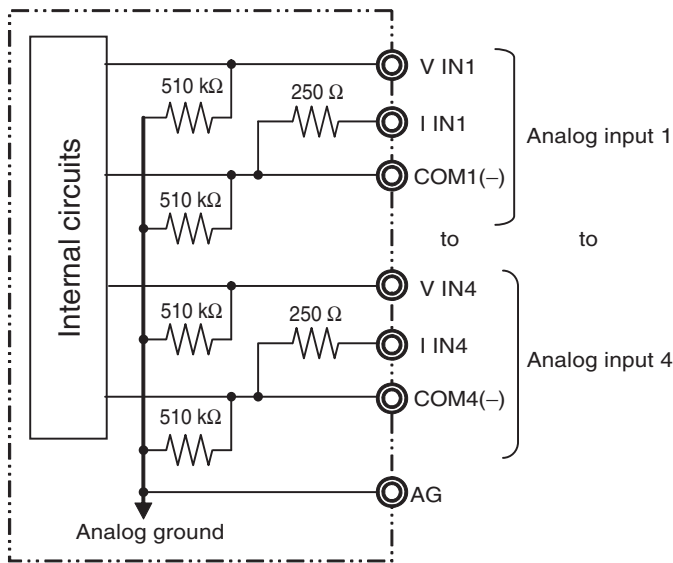 V IN1
510 kΩ
250 Ω
I IN1
Analog input 1
COM1(–)
510 kΩ
Internal circuits
to
to
V IN4
510 kΩ
250 Ω
I IN4
Analog input 4
COM4(–)
510 kΩ
AG
Analog ground